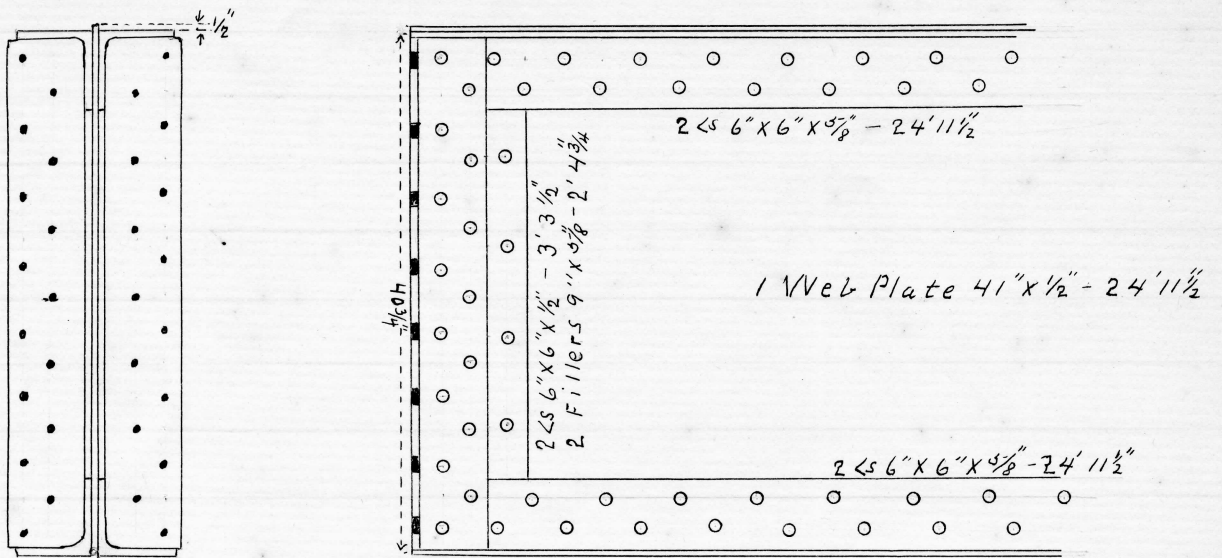 1/2"
2 <s 6" x 6" x 5/8" - 24' 11 1/2"
40 3/4"
2 <s 6" x 6" x 1/2" - 3' 3 1/2"
2 Fillers 9" x 5/8" - 2' 4 3/4"
1 Web Plate 41" x 1/2" - 24' 11 1/2"
2 <s 6" x 6" x 5/8" - 24' 11 1/2"